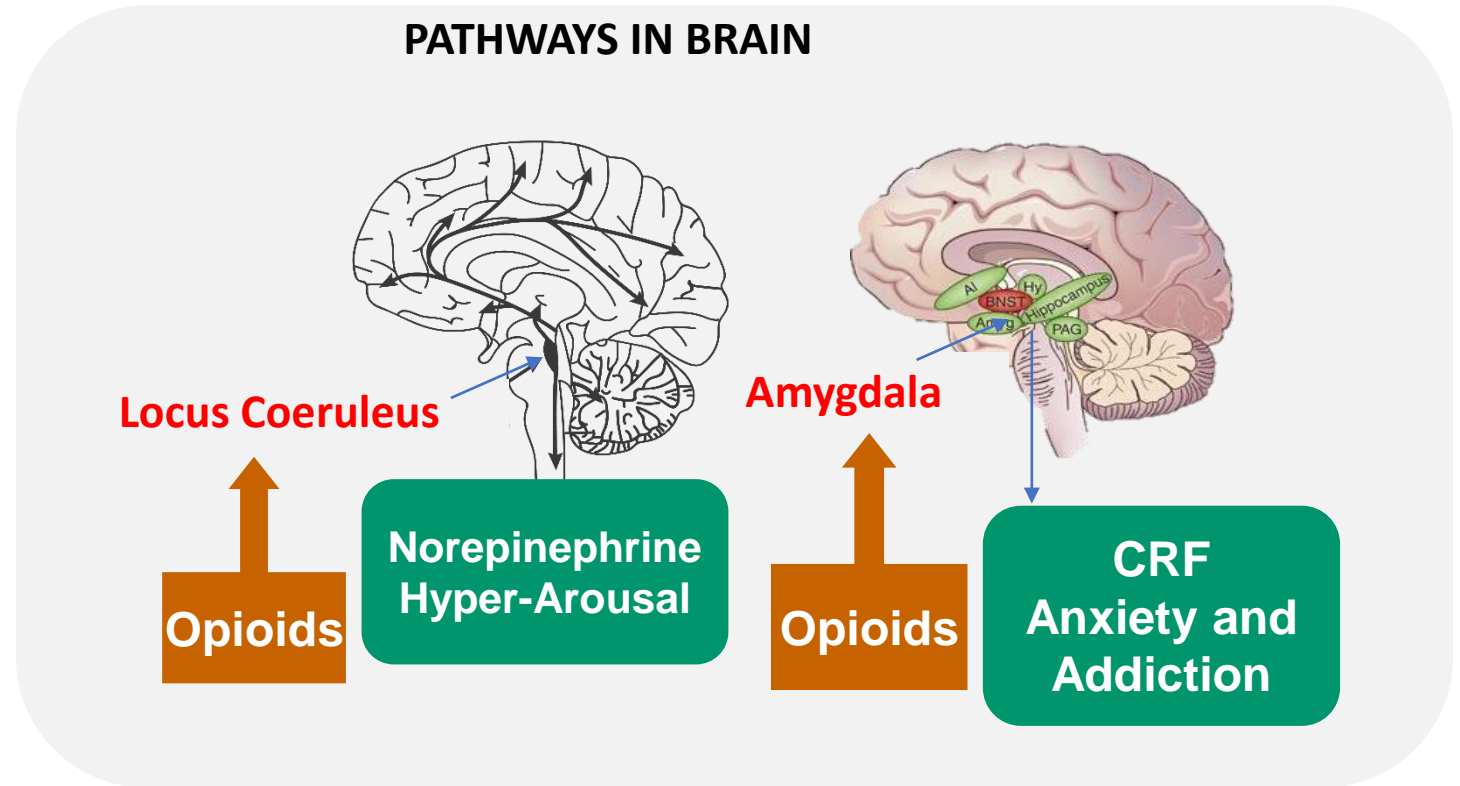 PATHWAYS IN BRAIN
Locus Coeruleus
Opioids
Norepinephrine
Hyper-Arousal
AI
Hy
BNST
Hippocampus
Amyg
PAG
Amygdala
Opioids
CRF
Anxiety and
Addiction